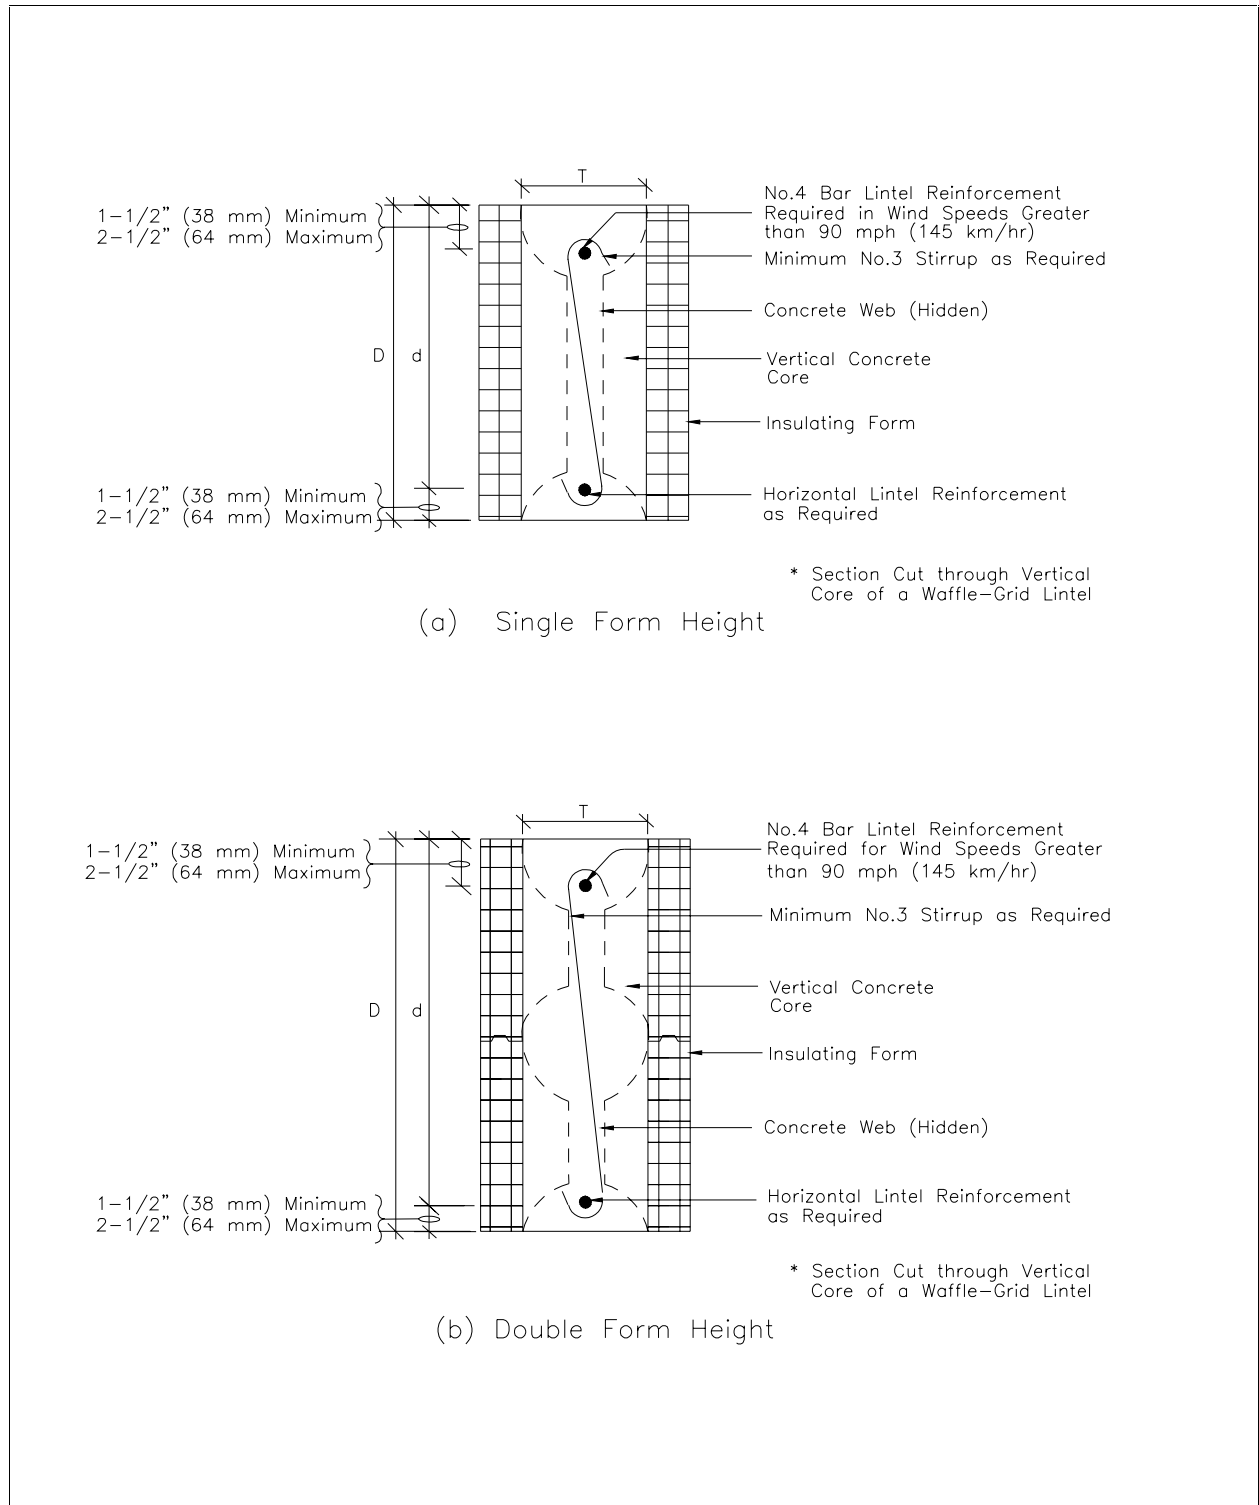 T
1-1/2" (38 mm) Minimum
2-1/2" (64 mm) Maximum
No.4 Bar Lintel Reinforcement
Required in Wind Speeds Greater
than 90 mph (145 km/hr)
Minimum No.3 Stirrup as Required
Concrete Web (Hidden)
D d
Vertical Concrete
Core
Insulating Form
1-1/2" (38 mm) Minimum
2-1/2" (64 mm) Maximum
Horizontal Lintel Reinforcement
as Required
* Section Cut through Vertical
Core of a Waffle-Grid Lintel
(a) Single Form Height
T
1-1/2" (38 mm) Minimum
2-1/2" (64 mm) Maximum
No.4 Bar Lintel Reinforcement
Required for Wind Speeds Greater
than 90 mph (145 km/hr)
Minimum No.3 Stirrup as Required
Vertical Concrete
Core
D d
Insulating Form
Concrete Web (Hidden)
1-1/2" (38 mm) Minimum
2-1/2" (64 mm) Maximum
Horizontal Lintel Reinforcement
as Required
* Section Cut through Vertical
Core of a Waffle-Grid Lintel
(b) Double Form Height